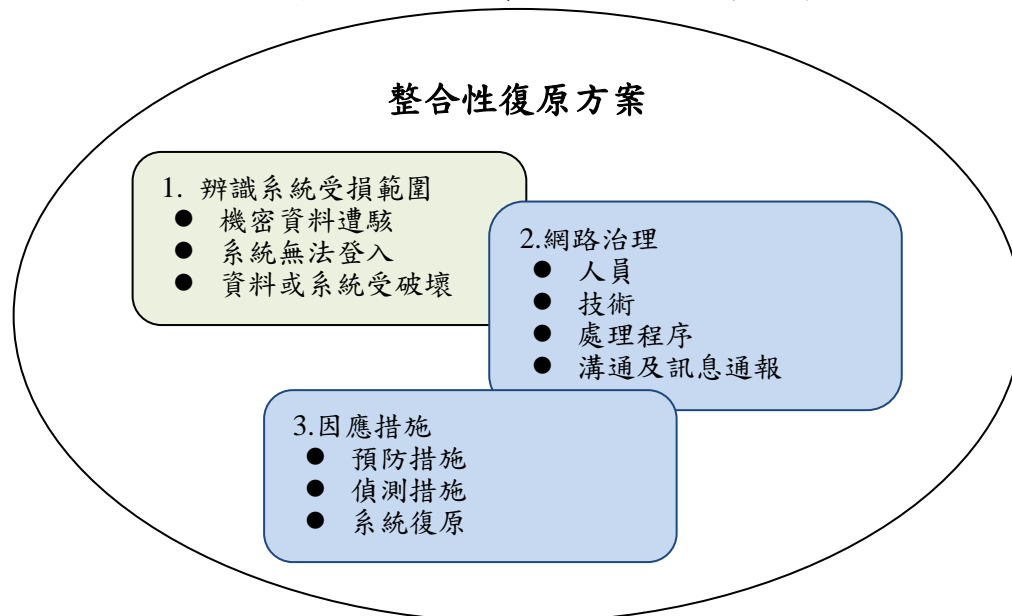 整合性復原方案
1. 辨識系統受損範圍
● 機密資料遭駭
● 系統無法登入
● 資料或系統受破壞
2.網路治理
● 人員
● 技術
● 處理程序
● 溝通及訊息通報
3.因應措施
● 預防措施
● 偵測措施
● 系統復原